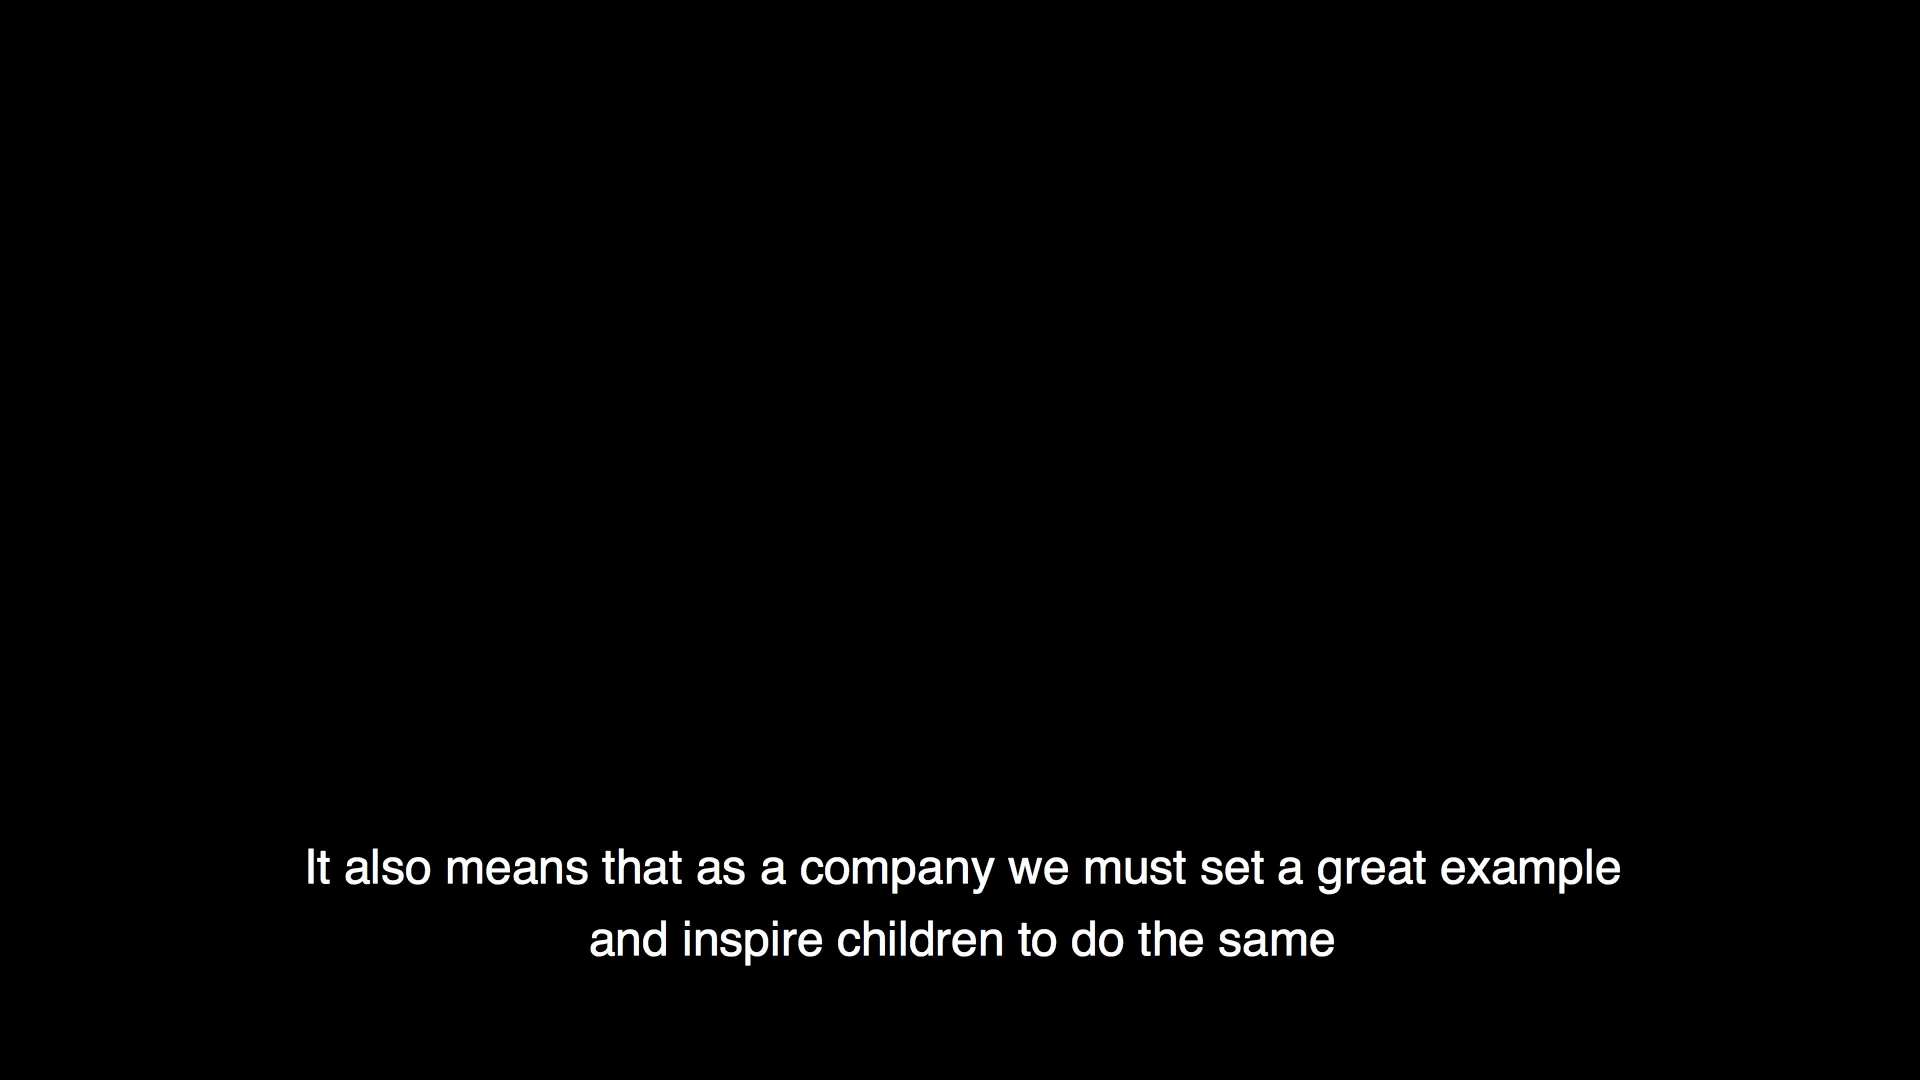 It also means that as a company we must set a great example
and inspire children to do the same